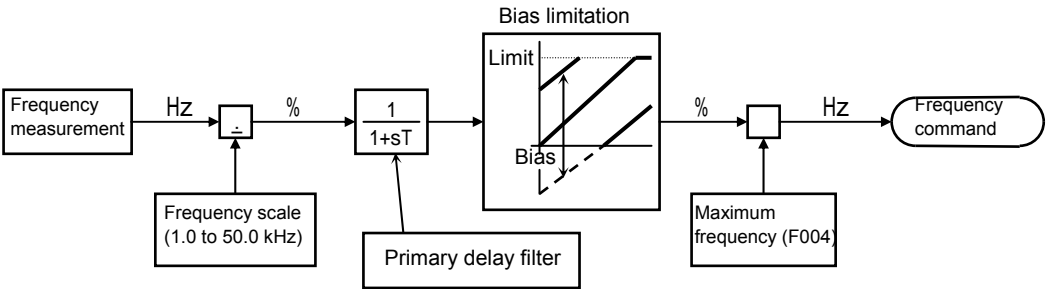 Bias limitation
Limit
Bias
Frequency
measurement
Hz
÷
%
1
1+sT
%
Hz
Frequency
command
Frequency scale
(1.0 to 50.0 kHz)
Primary delay filter
Maximum
frequency (F004)